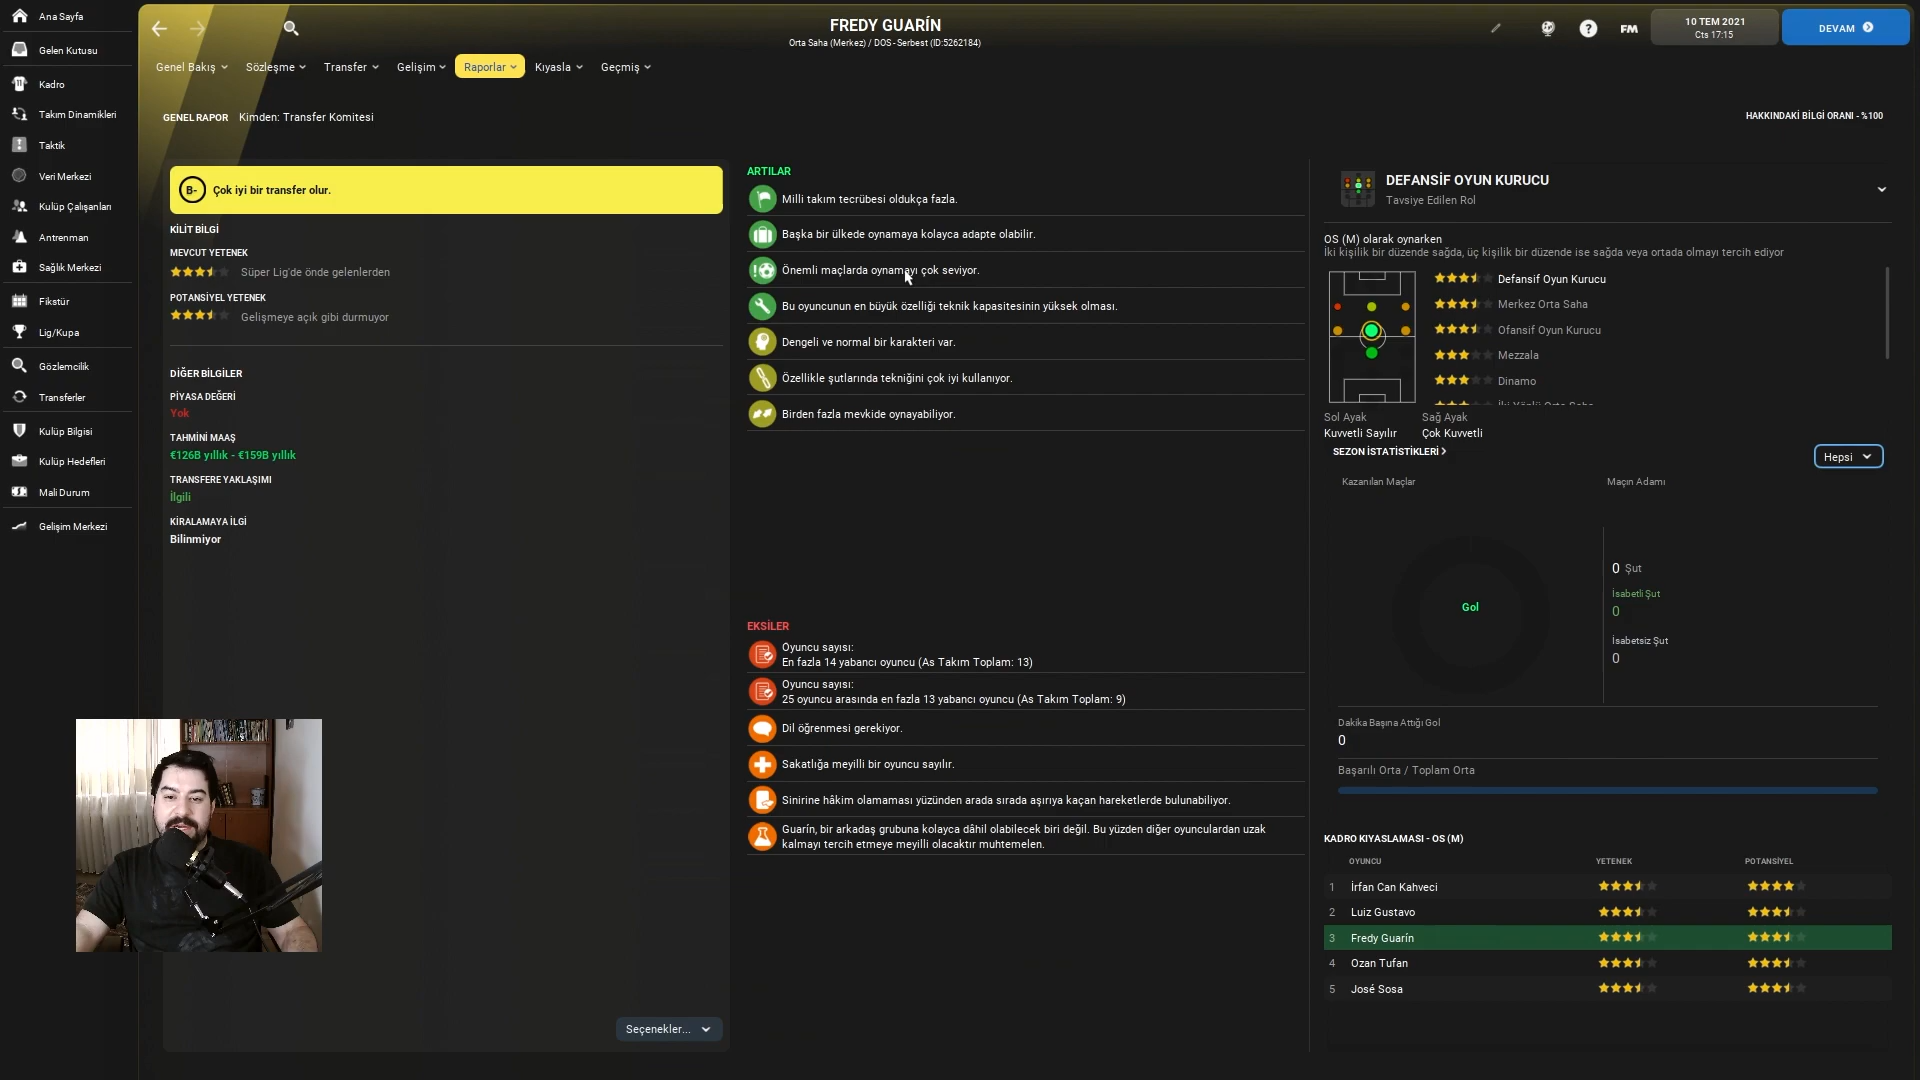 Ana Sayfa
Gelen Kutusu
Kadro
Takım Dinamikleri
Taktik
Veri Merkezi
Kulüp Çalışanları
Antrenman
Sağlık Merkezi
Fikstür
Lig/Kupa
Gözlemcilik
Transferler
Kulüp Bilgisi
Kulüp Hedefleri
Mali Durum
Gelişim Merkezi
FREDY GUARÍN
Orta Saha (Merkez) / DOS - Serbest (ID:5262184)
?
FM
10 TEM 2021
Cts 17:15
DEVAM
Genel Bakış
Sözleşme
Transfer
Gelişim
Raporlar
Kıyasla
Geçmiş
GENEL RAPOR Kimden: Transfer Komitesi
HAKKINDAKİ BİLGİ ORANI - %100
B- Çok iyi bir transfer olur.
KİLİT BİLGİ
MEVCUT YETENEK
Süper Lig'de önde gelenlerden
POTANSİYEL YETENEK
Gelişmeye açık gibi durmuyor
DİĞER BİLGİLER
PİYASA DEĞERİ
Yok
TAHMİNİ MAAŞ
€126B yıllık - €159B yıllık
TRANSFERE YAKLAŞIMI
İlgili
KİRALAMAYA İLGİ
Bilinmiyor
Seçenekler...
ARTILAR
Milli takım tecrübesi oldukça fazla.
Başka bir ülkede oynamaya kolayca adapte olabilir.
Önemli maçlarda oynamayı çok seviyor.
Bu oyuncunun en büyük özelliği teknik kapasitesinin yüksek olması.
Dengeli ve normal bir karakteri var.
Özellikle şutlarında tekniğini çok iyi kullanıyor.
Birden fazla mevkide oynayabiliyor.
EKSİLER
Oyuncu sayısı:
En fazla 14 yabancı oyuncu (As Takım Toplam: 13)
Oyuncu sayısı:
25 oyuncu arasında en fazla 13 yabancı oyuncu (As Takım Toplam: 9)
Dil öğrenmesi gerekiyor.
Sakatlığa meyilli bir oyuncu sayılır.
Sinirine hâkim olamaması yüzünden arada sırada aşırıya kaçan hareketlerde bulunabiliyor.
Guarín, bir arkadaş grubuna kolayca dâhil olabilecek biri değil. Bu yüzden diğer oyunculardan uzak
kalmayı tercih etmeye meyilli olacaktır muhtemelen.
DEFANSİF OYUN KURUCU
Tavsiye Edilen Rol
OS (M) olarak oynarken
İki kişilik bir düzende sağda, üç kişilik bir düzende ise sağda veya ortada olmayı tercih ediyor
Defansif Oyun Kurucu
Merkez Orta Saha
Ofansif Oyun Kurucu
Mezzala
Dinamo
İki Yönlü Orta Saha
Sol Ayak
Kuvvetli Sayılır
Sağ Ayak
Çok Kuvvetli
SEZON İSTATİSTİKLERİ
Hepsi
Kazanılan Maçlar
Maçın Adamı
Gol
0 Şut
İsabetli Şut
0
İsabetsiz Şut
0
Dakika Başına Attığı Gol
0
Başarılı Orta / Toplam Orta
KADRO KIYASLAMASI - OS (M)
OYUNCU YETENEK POTANSİYEL
1 İrfan Can Kahveci
2 Luiz Gustavo
3 Fredy Guarín
4 Ozan Tufan
5 José Sosa